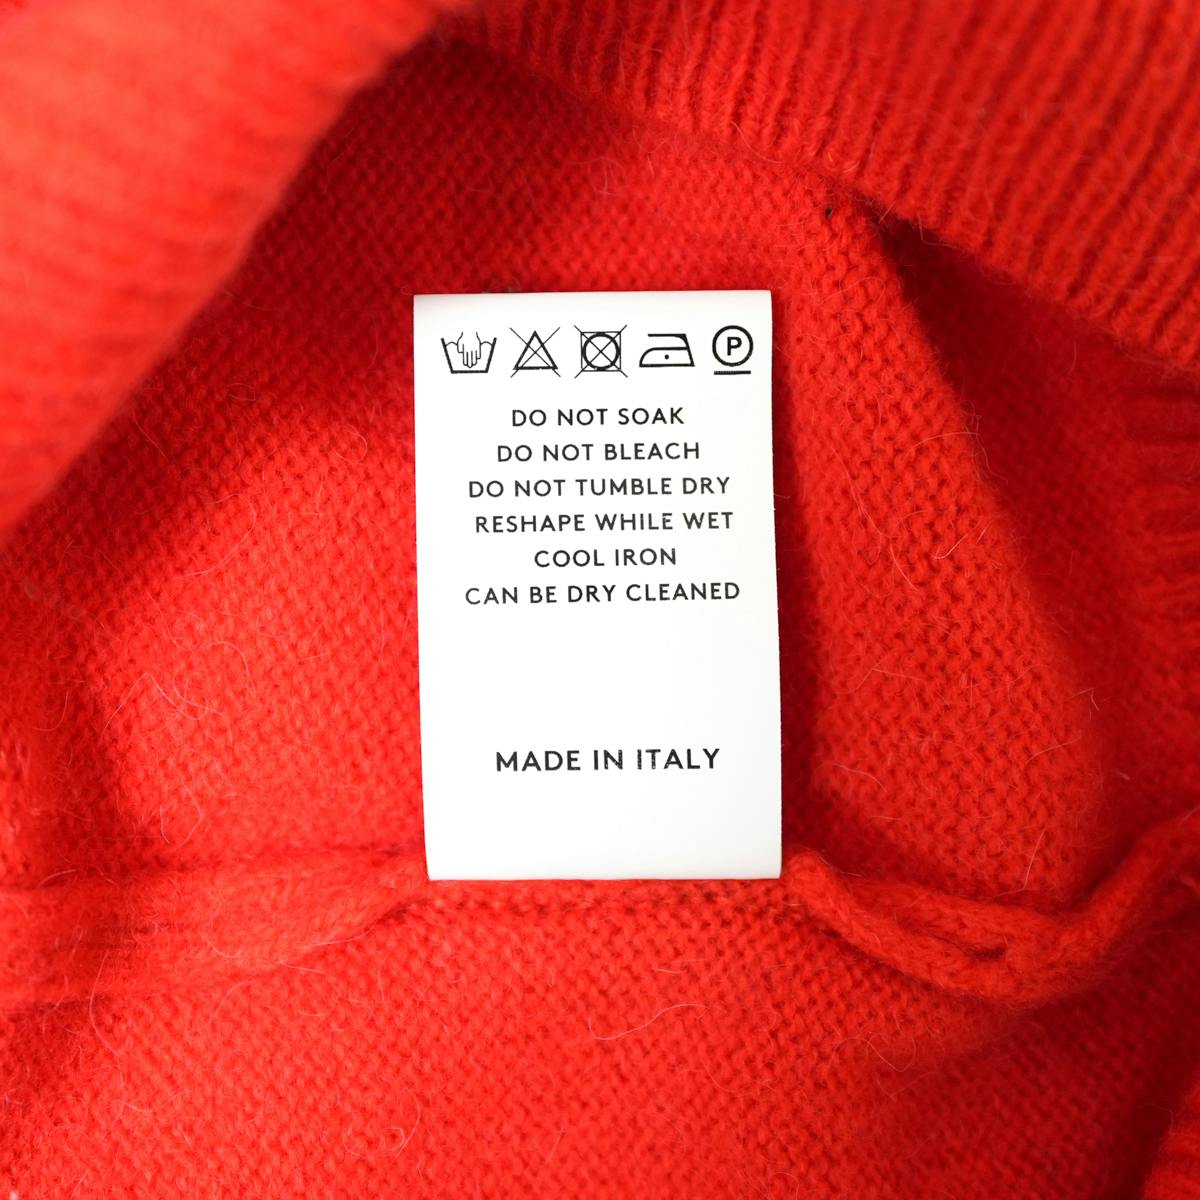 P
DO NOT SOAK
DO NOT BLEACH
DO NOT TUMBLE DRY
RESHAPE WHILE WET
COOL IRON
CAN BE DRY CLEANED
MADE IN ITALY